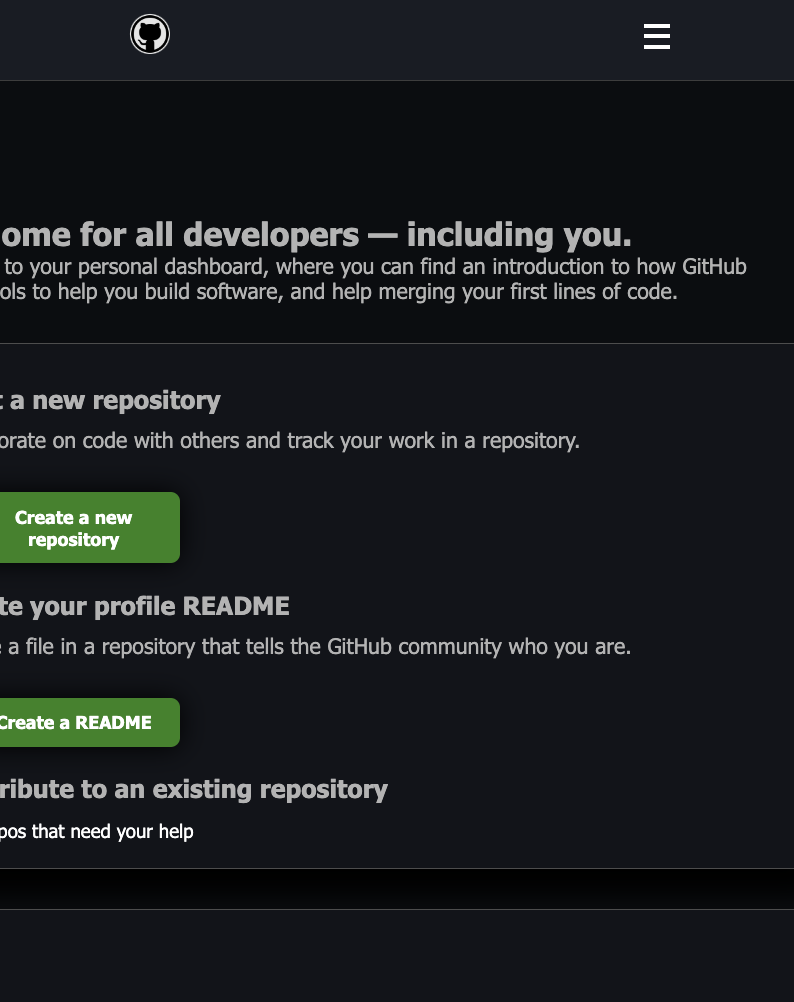 ome for all developers — including you.
to your personal dashboard, where you can find an introduction to how GitHub
ols to help you build software, and help merging your first lines of code.
t a new repository
orate on code with others and track your work in a repository.
Create a new
repository
te your profile README
e a file in a repository that tells the GitHub community who you are.
Create a README
ribute to an existing repository
pos that need your help